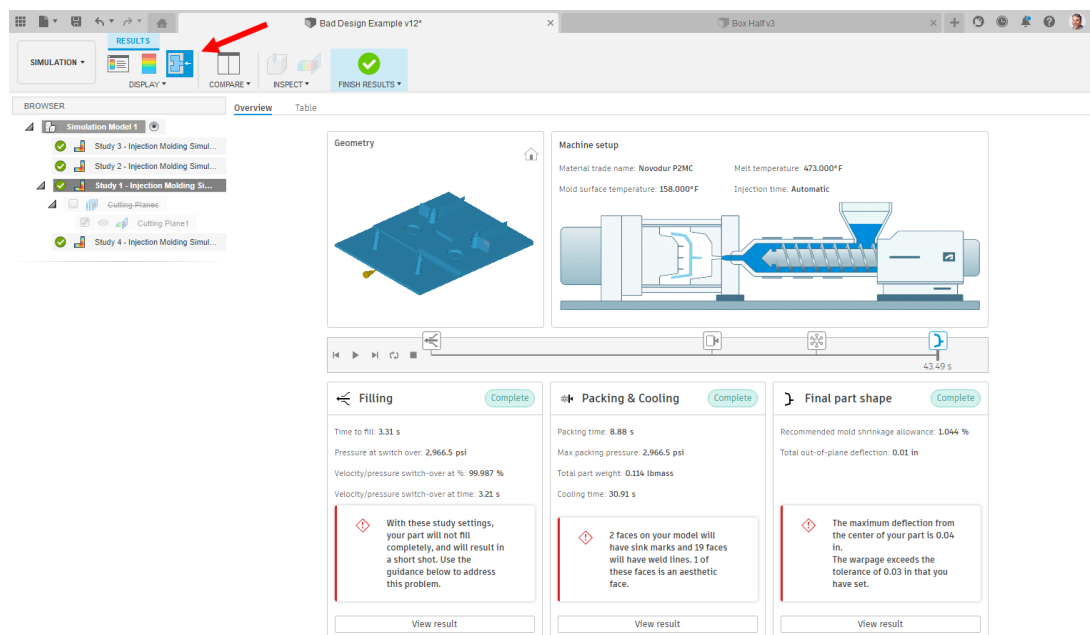 Bad Design Example v12*
Box Half v3
RESULTS
SIMULATION
DISPLAY
COMPARE
INSPECT
FINISH RESULTS
BROWSER
Overview
Table
Simulation Model 1
Study 3 - Injection Molding Simul...
Study 2 - Injection Molding Simul...
Study 1 - Injection Molding Si...
Cutting Planes
Cutting Plane1
Study 4 - Injection Molding Simul...
Geometry
Machine setup
Material trade name: Novodur P2MC
Melt temperature: 473.000°F
Mold surface temperature: 158.000°F
Injection time: Automatic
43.49 s
Filling
Complete
Time to fill: 3.31 s
Pressure at switch over: 2,966.5 psi
Velocity/pressure switch-over at %: 99.987 %
Velocity/pressure switch-over at time: 3.21 s
With these study settings,
your part will not fill
completely, and will result in
a short shot. Use the
guidance below to address
this problem.
View result
Packing & Cooling
Complete
Packing time: 8.88 s
Max packing pressure: 2,966.5 psi
Total part weight: 0.114 lbmass
Cooling time: 30.91 s
2 faces on your model will
have sink marks and 19 faces
will have weld lines. 1 of
these faces is an aesthetic
face.
View result
Final part shape
Complete
Recommended mold shrinkage allowance: 1.044 %
Total out-of-plane deflection: 0.01 in
The maximum deflection from
the center of your part is 0.04
in.
The warpage exceeds the
tolerance of 0.03 in that you
have set.
View result